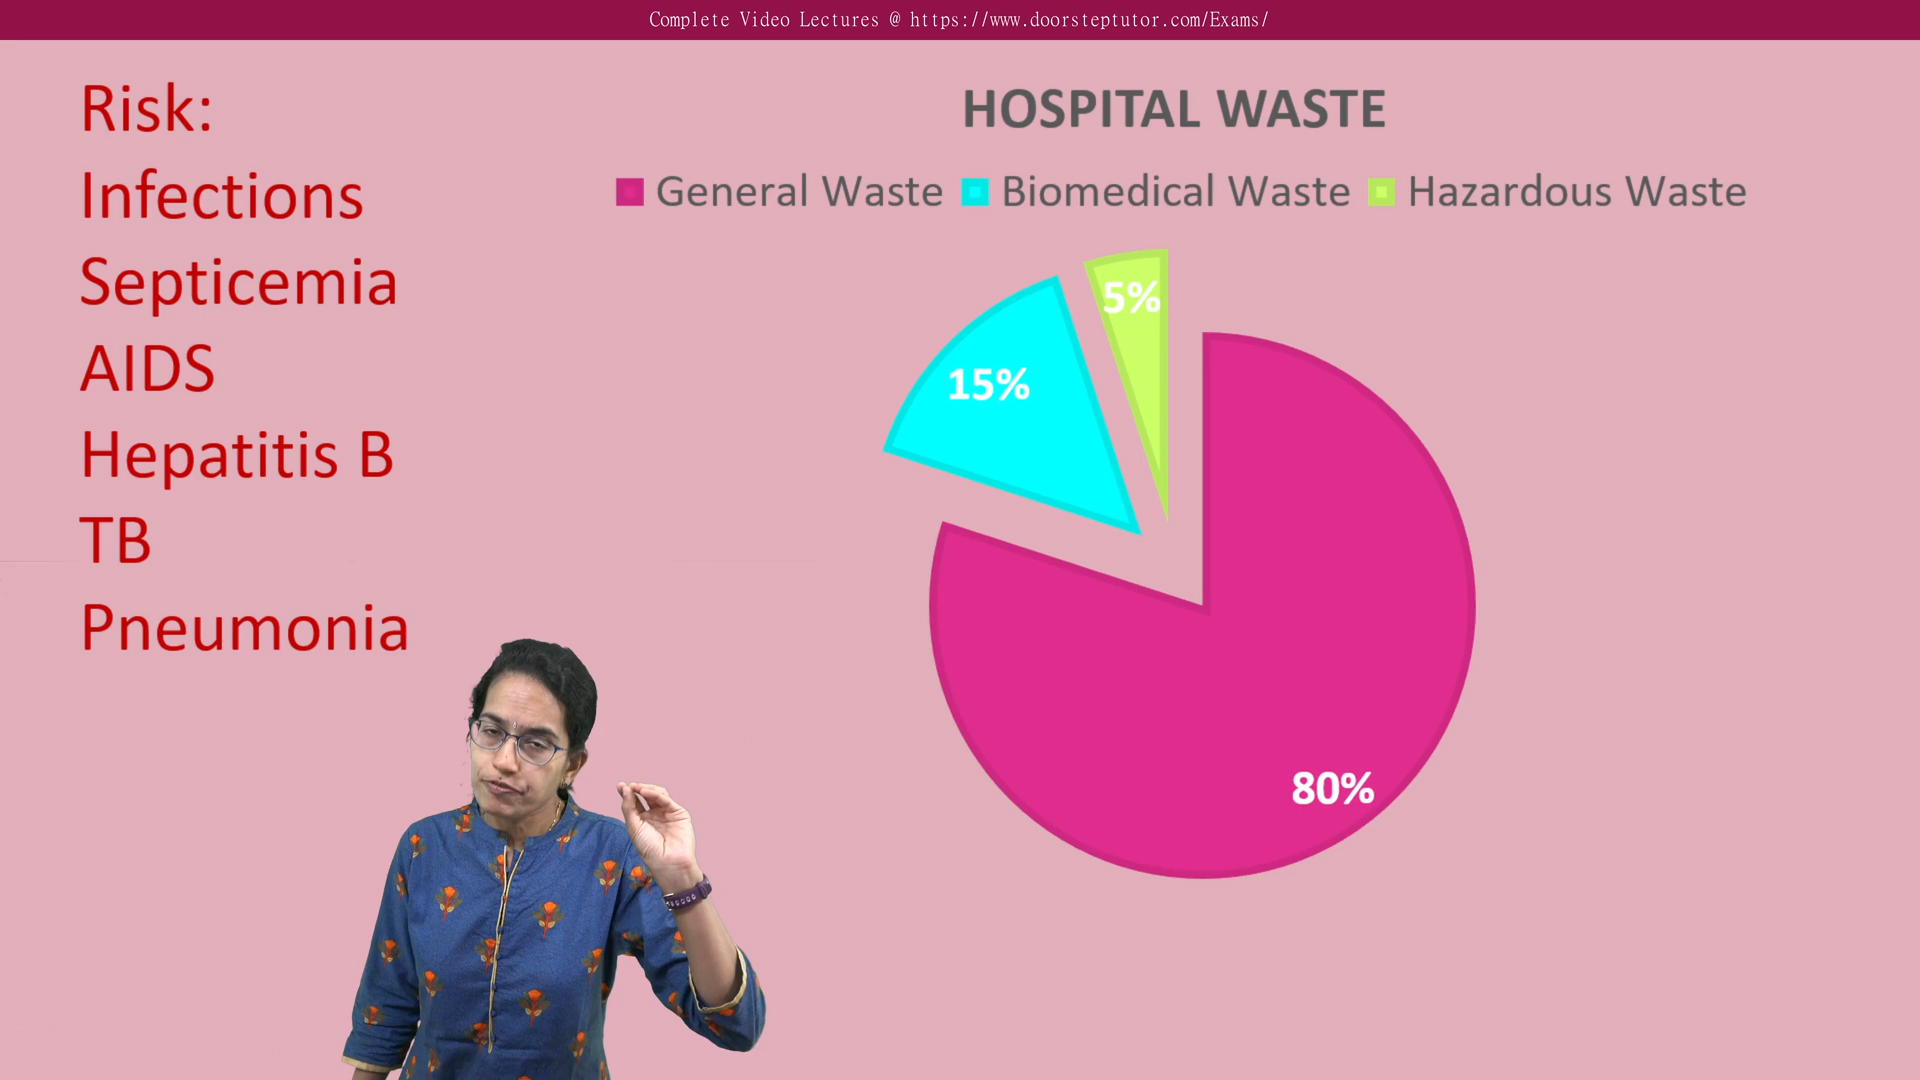 Complete Video Lectures @ https://www.doorsteptutor.com/Exams/
Risk:
Infections
Septicemia
AIDS
Hepatitis B
TB
Pneumonia
HOSPITAL WASTE
General Waste Biomedical Waste Hazardous Waste
5%
15%
80%